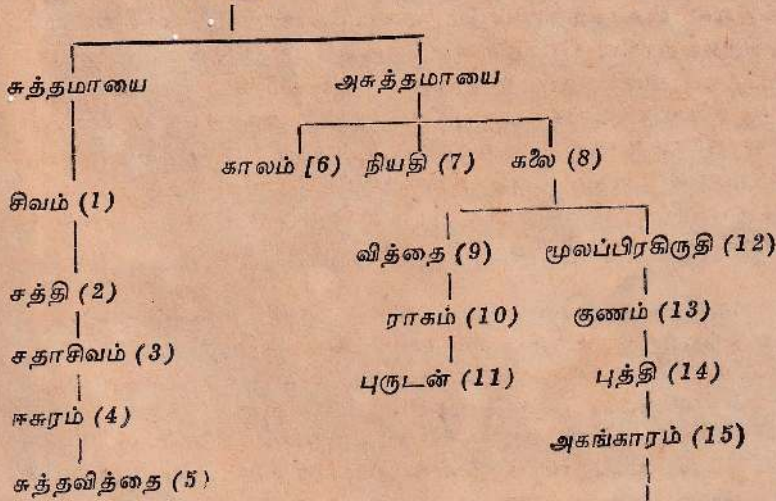 சுத்தமாயை அசுத்தமாயை
காலம் [6) நியதி (7) கலை (8)
சிவம் (1)
வித்தை (9) மூலப்பிரகிருதி (12)
சத்தி (2)
ராகம் (10) குணம் (13)
சதாசிவம் (3)
புருடன் (11) புத்தி (14)
ஈசுரம் (4)
அகங்காரம் (15)
சுத்தவித்தை (5)